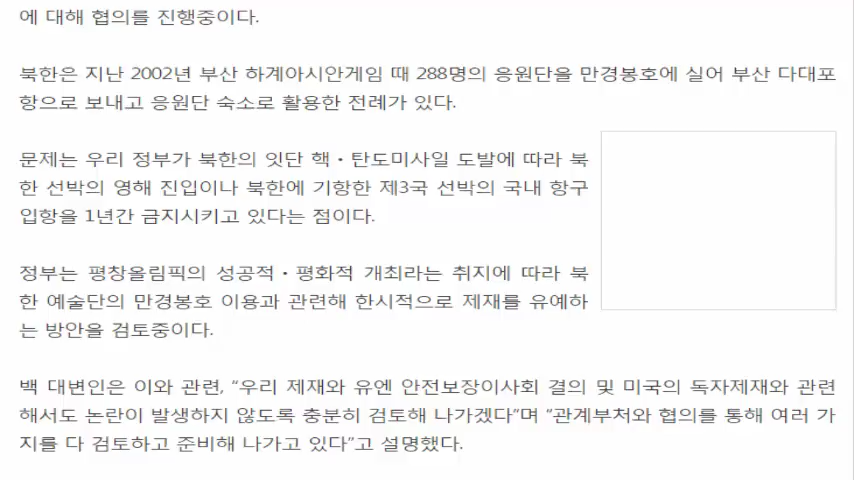 에 대해 협의를 진행중이다.
북한은 지난 2002년 부산 하계아시안게임 때 288명의 응원단을 만경봉호에 실어 부산 다대포
항으로 보내고 응원단 숙소로 활용한 전례가 있다.
문제는 우리 정부가 북한의 잇단 핵·탄도미사일 도발에 따라 북
한 선박의 영해 진입이나 북한에 기항한 제3국 선박의 국내 항구
입항을 1년간 금지시키고 있다는 점이다.
정부는 평창올림픽의 성공적·평화적 개최라는 취지에 따라 북
한 예술단의 만경봉호 이용과 관련해 한시적으로 제재를 유예하
는 방안을 검토중이다.
백 대변인은 이와 관련, “우리 제재와 유엔 안전보장이사회 결의 및 미국의 독자제재와 관련
해서도 논란이 발생하지 않도록 충분히 검토해 나가겠다”며 “관계부처와 협의를 통해 여러 가
지를 다 검토하고 준비해 나가고 있다”고 설명했다.